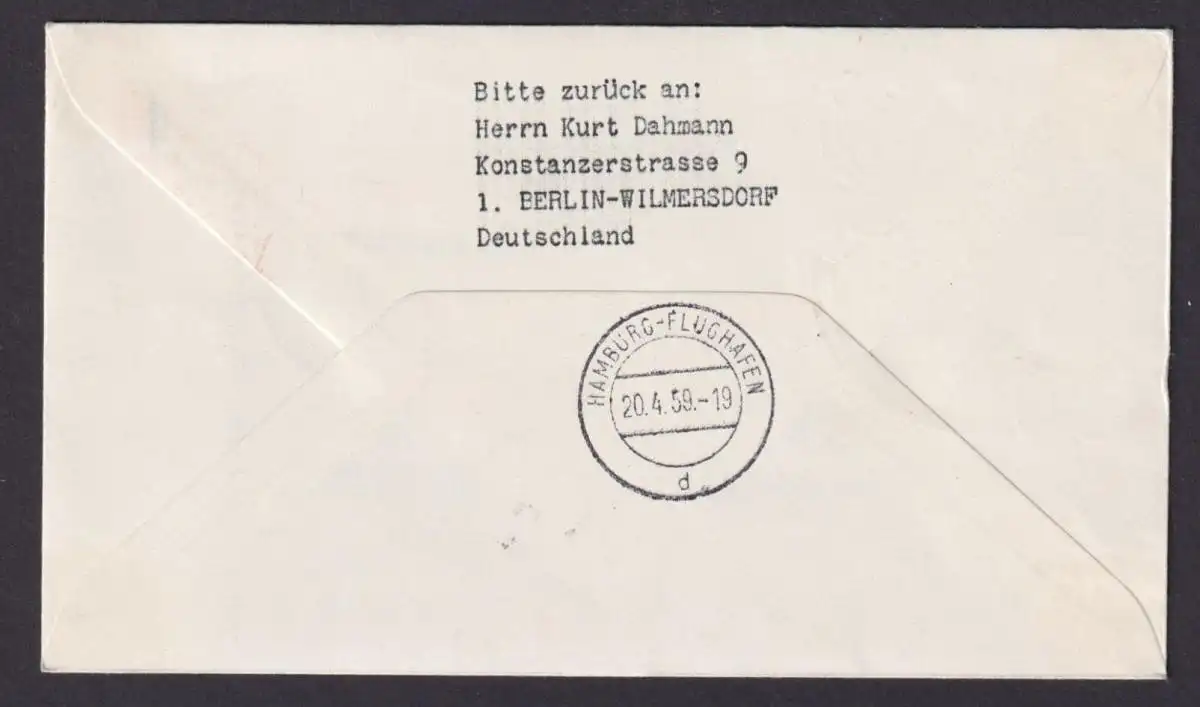 Bitte zurück an:
Herrn Kurt Dahmann
Konstanzerstrasse 9
1. BERLIN-WILMERSDORF
Deutschland
HAMBURG-FLUGHAFEN
20.4.59.-19
d